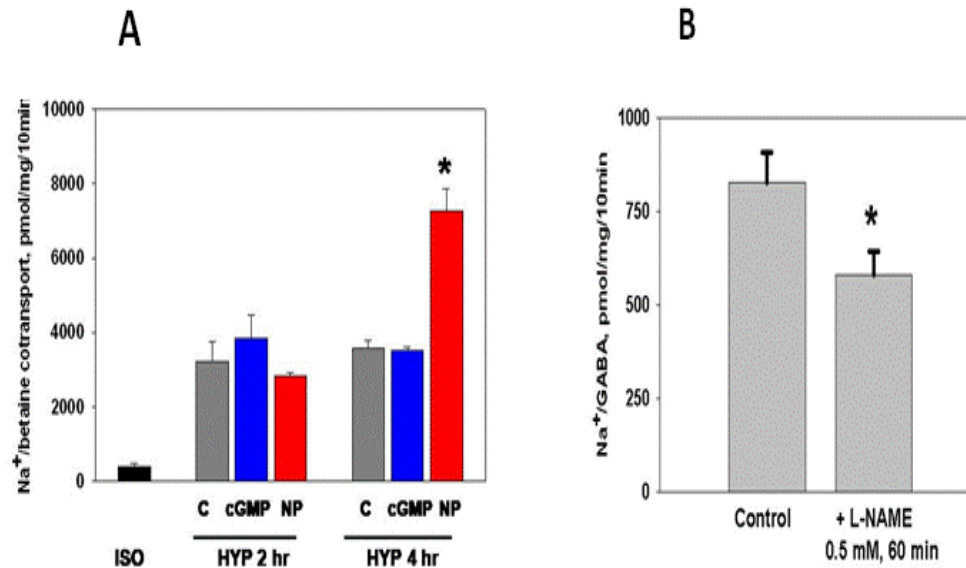 A
Na+/betaine cotransport, pmol/mg/10min
10000
8000
6000
4000
2000
0
*
C cGMP NP C cGMP NP
ISO HYP 2 hr HYP 4 hr
B
Na+/GABA, pmol/mg/10min
1000
750
500
250
0
*
Control + L-NAME
0.5 mM, 60 min